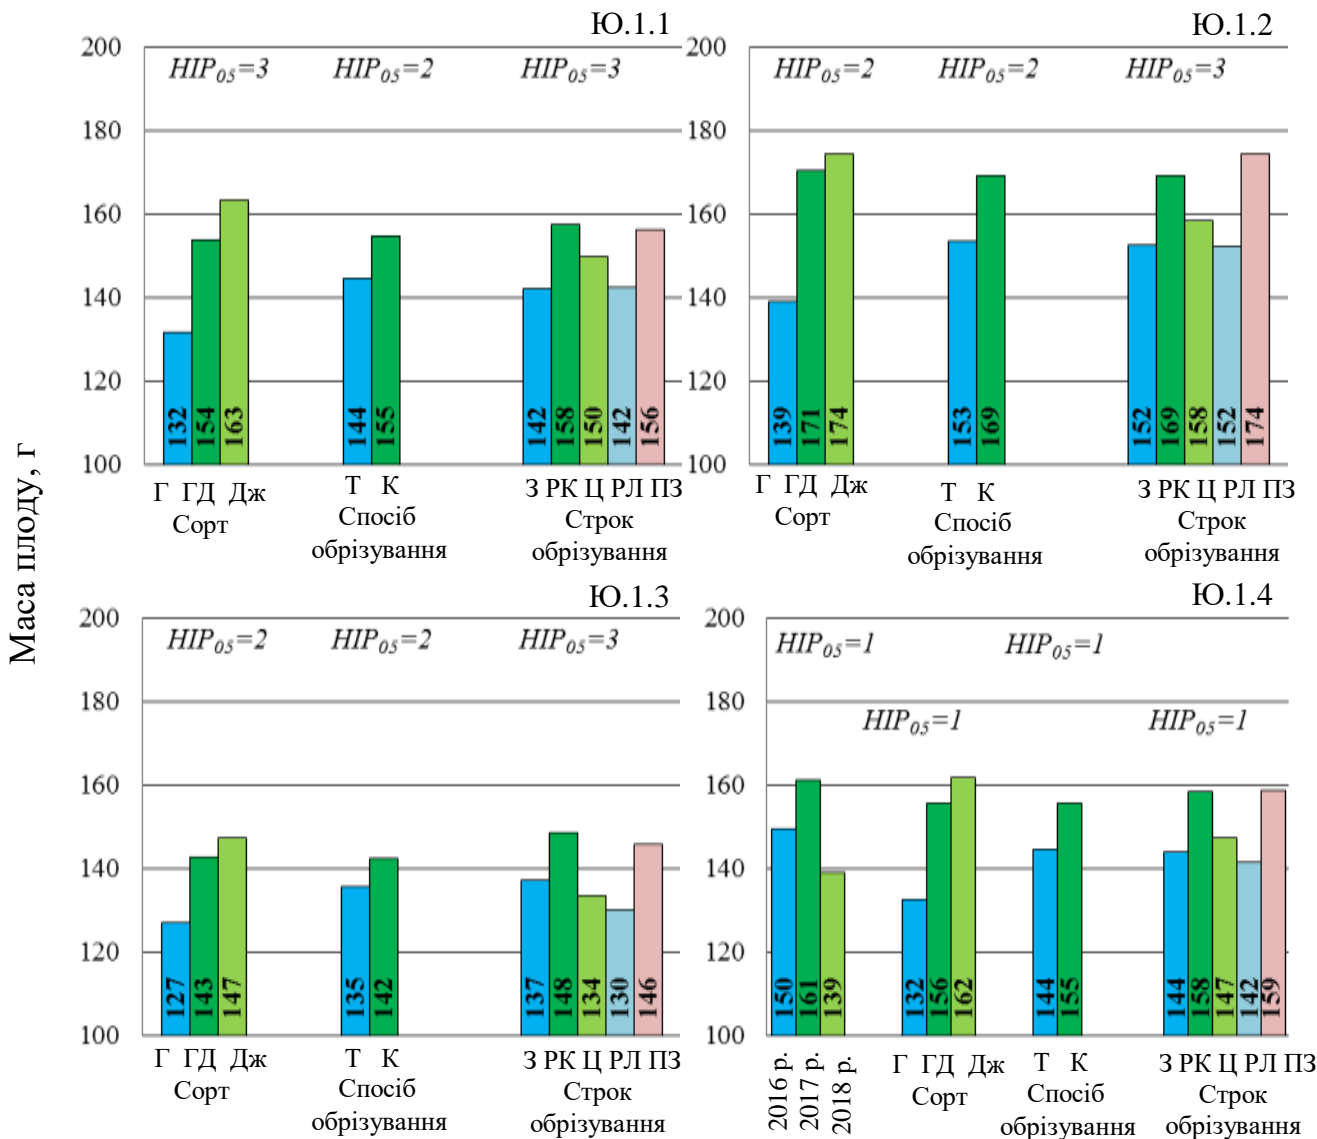 Маса плоду, г
Ю.1.1
200
180
160
140
120
100
НІР05=3 НІР05=2 НІР05=3
132 154 163 144 155 142 158 150 142 156
Г ГД Дж Т К З РК Ц РЛ ПЗ
Сорт Спосіб Строк
обрізування обрізування
Ю.1.2
200
180
160
140
120
100
НІР05=2 НІР05=2 НІР05=3
139 171 174 153 169 152 169 158 152 174
Г ГД Дж Т К З РК Ц РЛ ПЗ
Сорт Спосіб Строк
обрізування обрізування
Ю.1.3
200
180
160
140
120
100
НІР05=2 НІР05=2 НІР05=3
127 143 147 135 142 137 148 134 130 146
Г ГД Дж Т К З РК Ц РЛ ПЗ
Сорт Спосіб Строк
обрізування обрізування
Ю.1.4
200
180
160
140
120
100
НІР05=1 НІР05=1
НІР05=1 НІР05=1
150 161 139 132 156 162 144 155 144 158 147 142 159
2016 р. 2017 р. 2018 р. Г ГД Дж Т К З РК Ц РЛ ПЗ
Сорт Спосіб Строк
обрізування обрізування